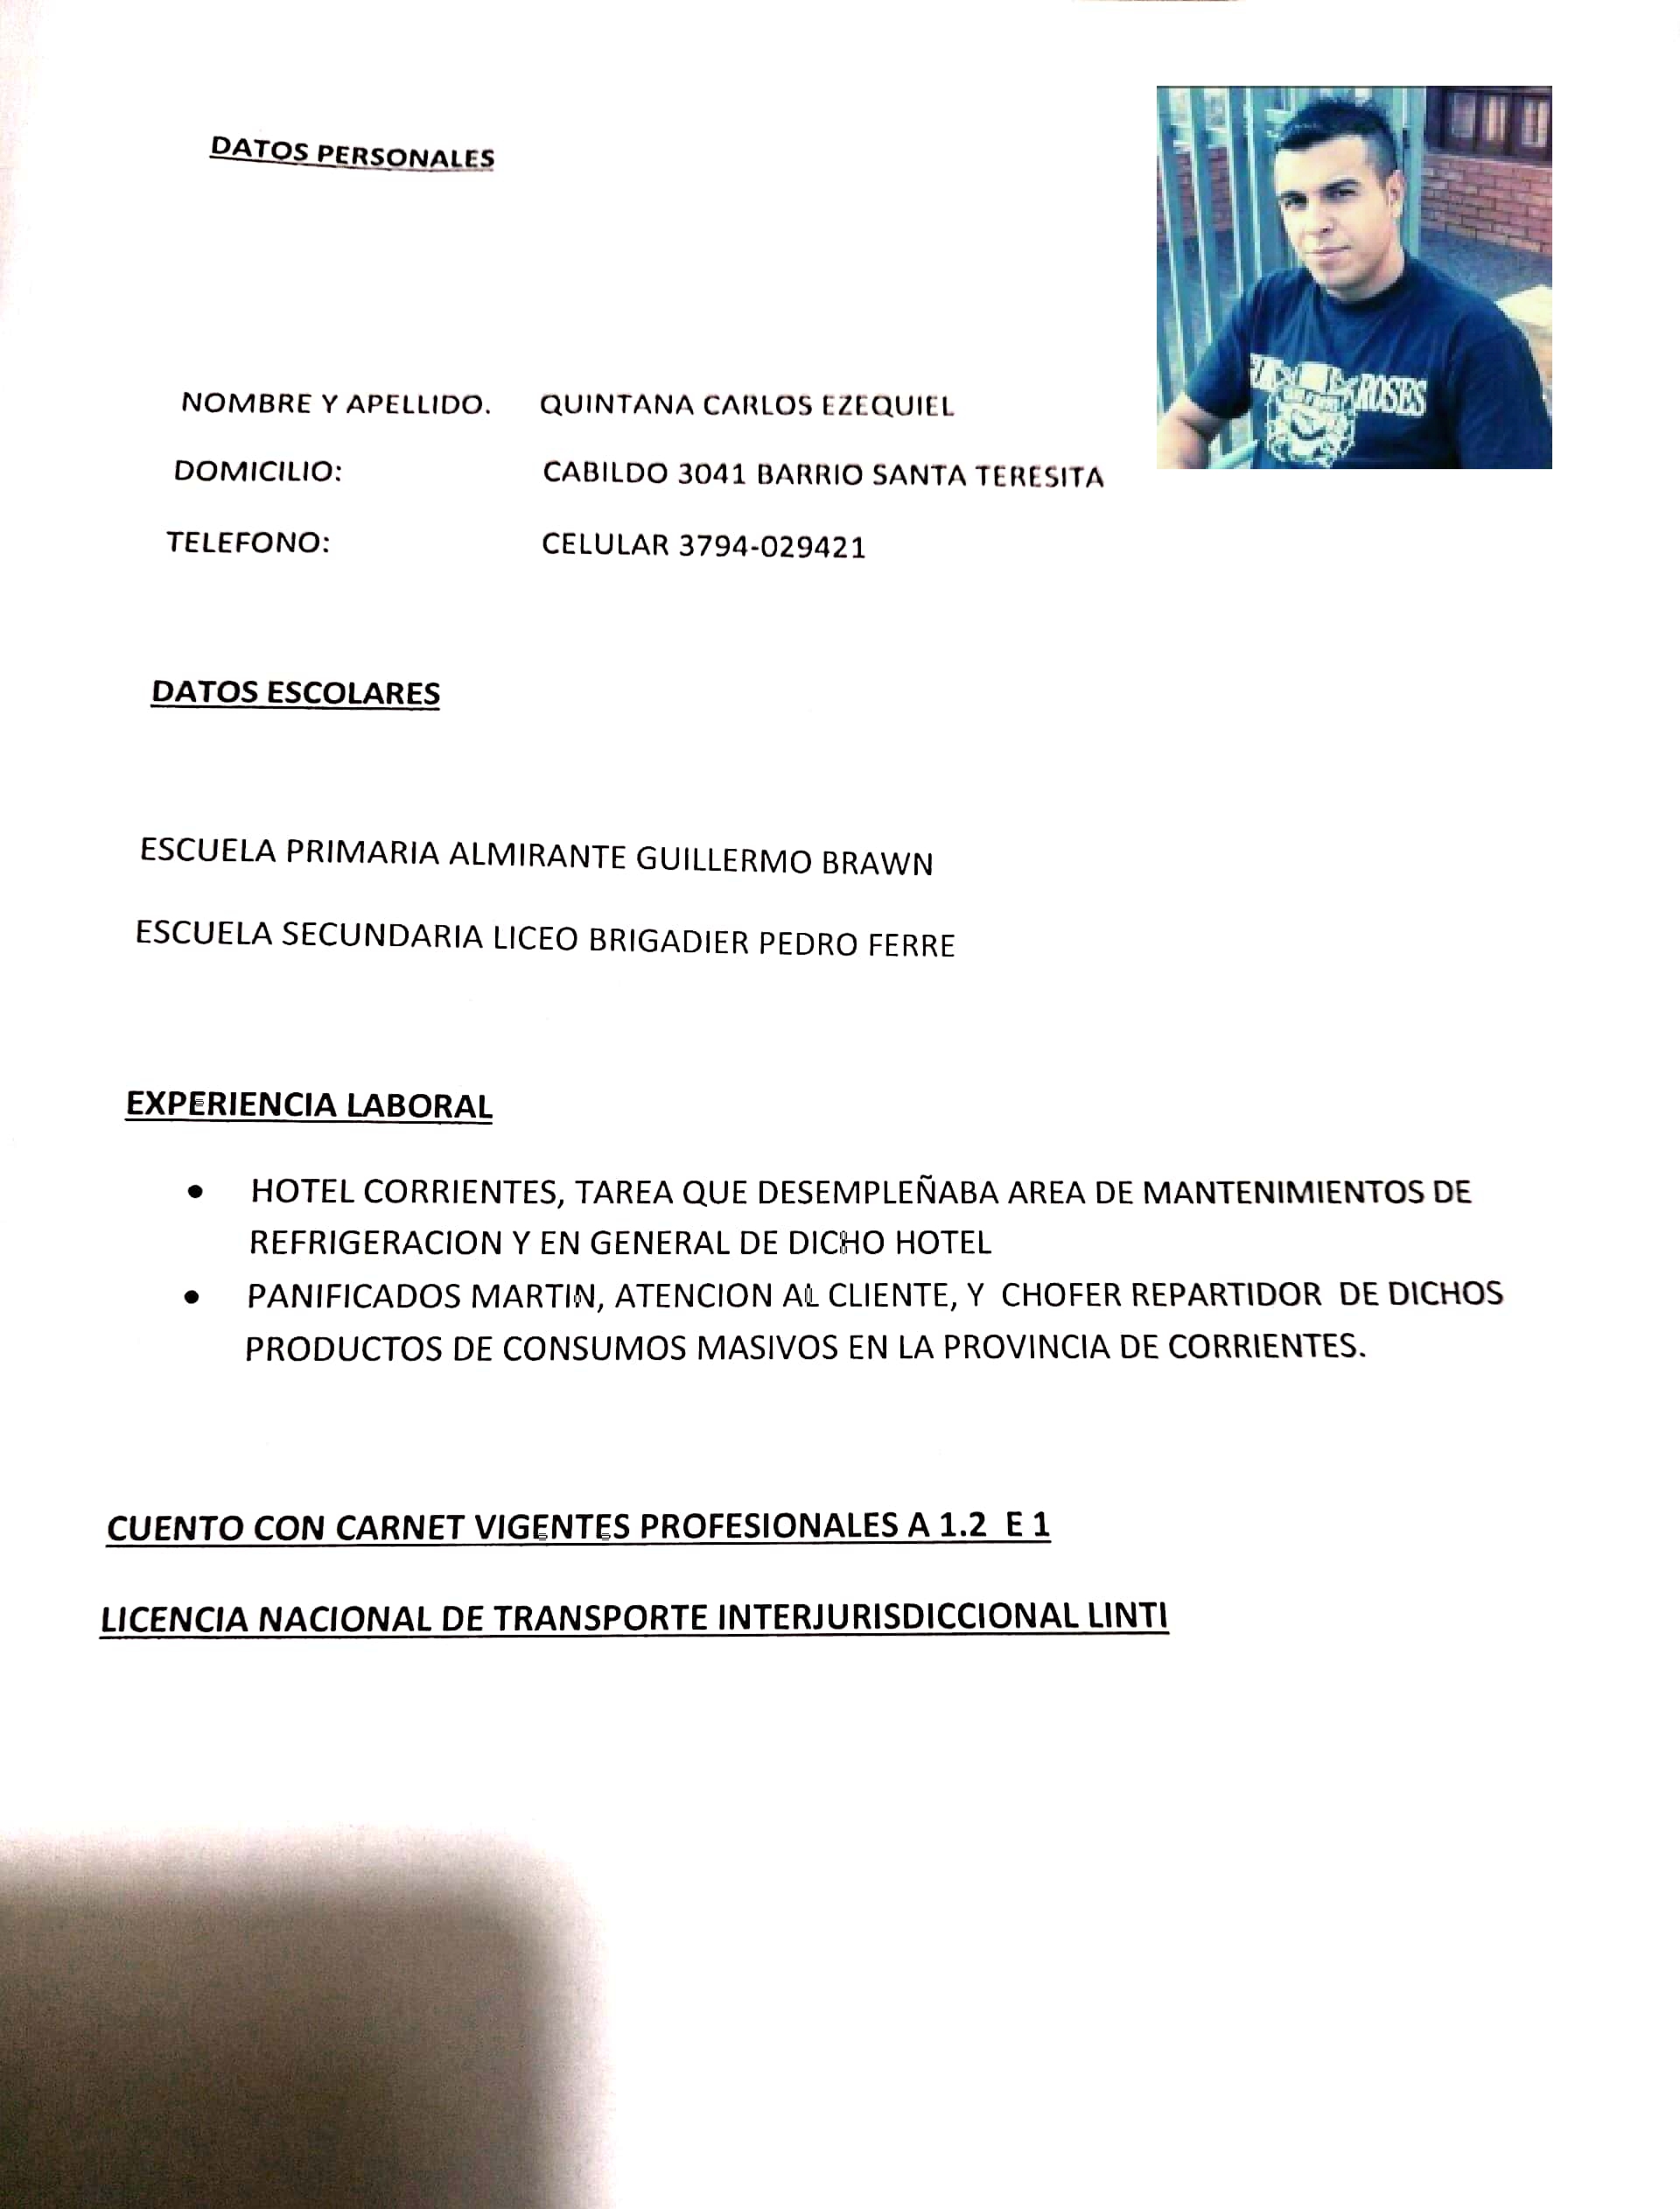 DATOS PERSONALES
ROSES
NOMBRE Y APELLIDO. QUINTANA CARLOS EZEQUIEL
DOMICILIO: CABILDO 3041 BARRIO SANTA TERESITA
TELEFONO: CELULAR 3794-029421
DATOS ESCOLARES
ESCUELA PRIMARIA ALMIRANTE GUILLERMO BRAWN
ESCUELA SECUNDARIA LICEO BRIGADIER PEDRO FERRE
EXPERIENCIA LABORAL
• HOTEL CORRIENTES, TAREA QUE DESEMPLEÑABA AREA DE MANTENIMIENTOS DE
REFRIGERACION Y EN GENERAL DE DICHO HOTEL
• PANIFICADOS MARTIN, ATENCION AL CLIENTE, Y CHOFER REPARTIDOR DE DICHOS
PRODUCTOS DE CONSUMOS MASIVOS EN LA PROVINCIA DE CORRIENTES.
CUENTO CON CARNET VIGENTES PROFESIONALES A 1.2 E 1
LICENCIA NACIONAL DE TRANSPORTE INTERJURISDICCIONAL LINTI